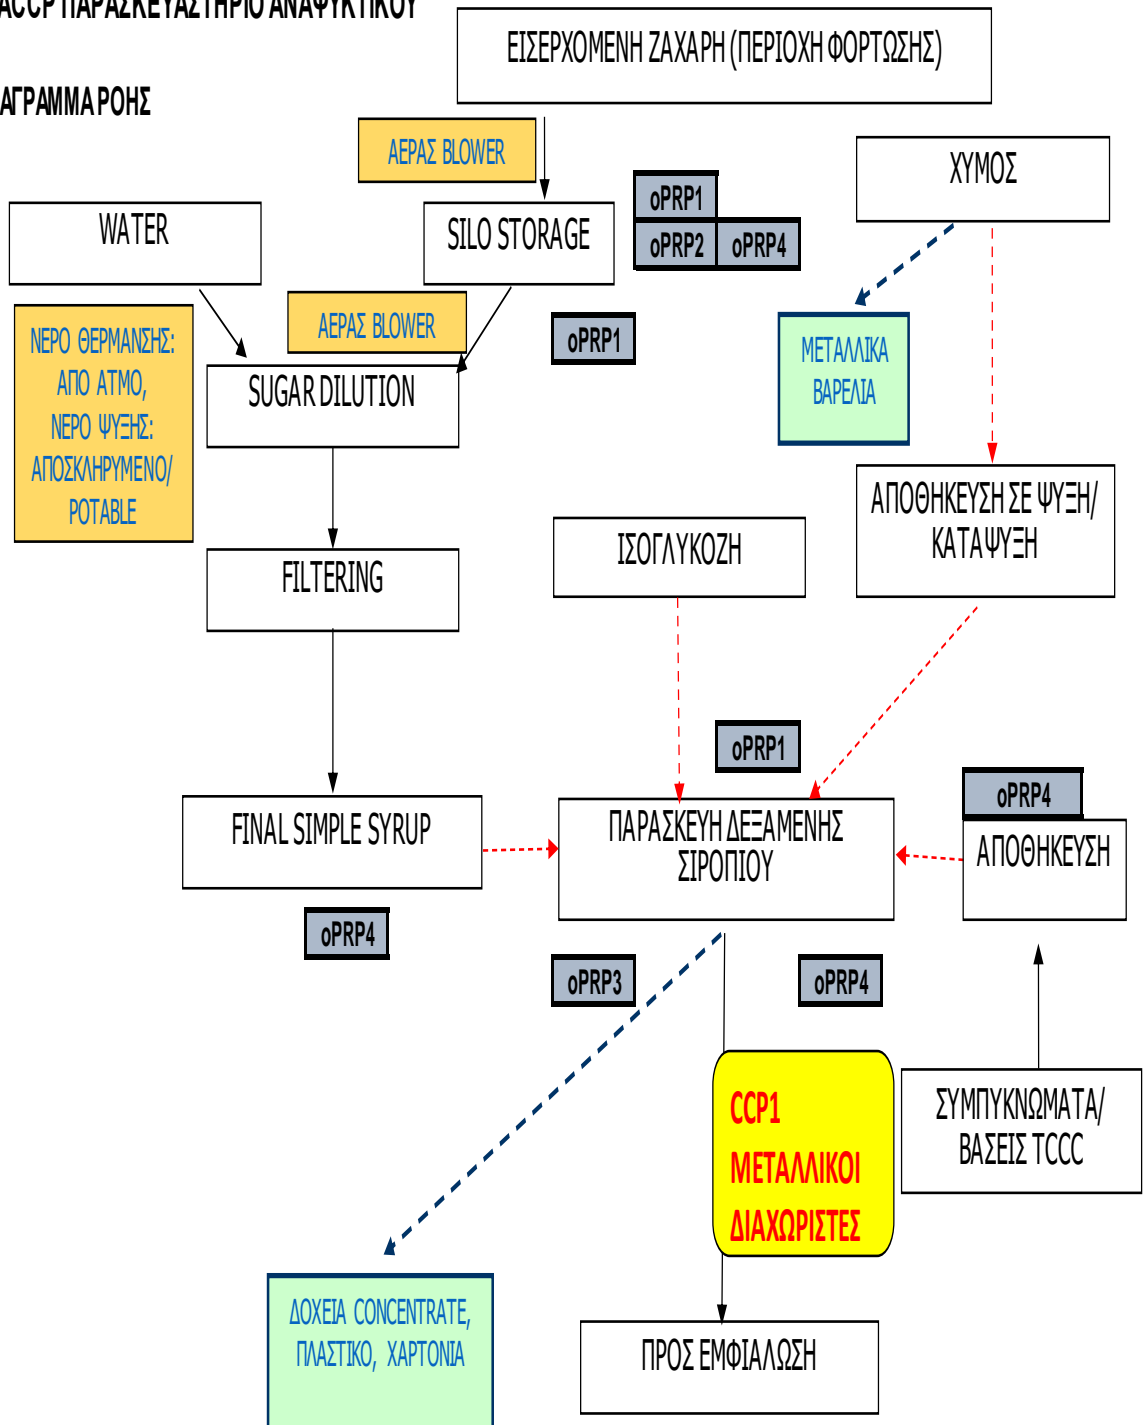 ACCP ΠΑΡΑΣΚΕΥΑΣΤΗΡΙΟ ΑΝΑΨΥΚΤΙΚΟΥ
ΕΙΣΕΡΧΟΜΕΝΗ ΖΑΧΑΡΗ (ΠΕΡΙΟΧΗ ΦΟΡΤΩΣΗΣ)
ΑΓΡΑΜΜΑ ΡΟΗΣ
ΑΕΡΑΣ BLOWER
ΧΥΜΟΣ
oPRP1
WATER
SILO STORAGE
oPRP2
oPRP4
ΝΕΡΟ ΘΕΡΜΑΝΣΗΣ:
ΑΠΟ ΑΤΜΟ,
ΝΕΡΟ ΨΥΞΗΣ:
ΑΠΟΣΚΛΗΡΥΜΕΝΟ/
POTABLE
ΑΕΡΑΣ BLOWER
oPRP1
ΜΕΤΑΛΛΙΚΑ
ΒΑΡΕΛΙΑ
SUGAR DILUTION
ΑΠΟΘΗΚΕΥΣΗ ΣΕ ΨΥΞΗ/
ΚΑΤΑΨΥΞΗ
ΙΣΟΓΛΥΚΟΖΗ
FILTERING
oPRP1
oPRP4
FINAL SIMPLE SYRUP
ΠΑΡΑΣΚΕΥΗ ΔΕΞΑΜΕΝΗΣ
ΣΙΡΟΠΙΟΥ
ΑΠΟΘΗΚΕΥΣΗ
oPRP4
oPRP3
oPRP4
CCP1
ΜΕΤΑΛΛΙΚΟΙ
ΔΙΑΧΩΡΙΣΤΕΣ
ΣΥΜΠΥΚΝΩΜΑΤΑ/
ΒΑΣΕΙΣ TCCC
ΔΟΧΕΙΑ CONCENTRATE,
ΠΛΑΣΤΙΚΟ, ΧΑΡΤΟΝΙΑ
ΠΡΟΣ ΕΜΦΙΑΛΩΣΗ